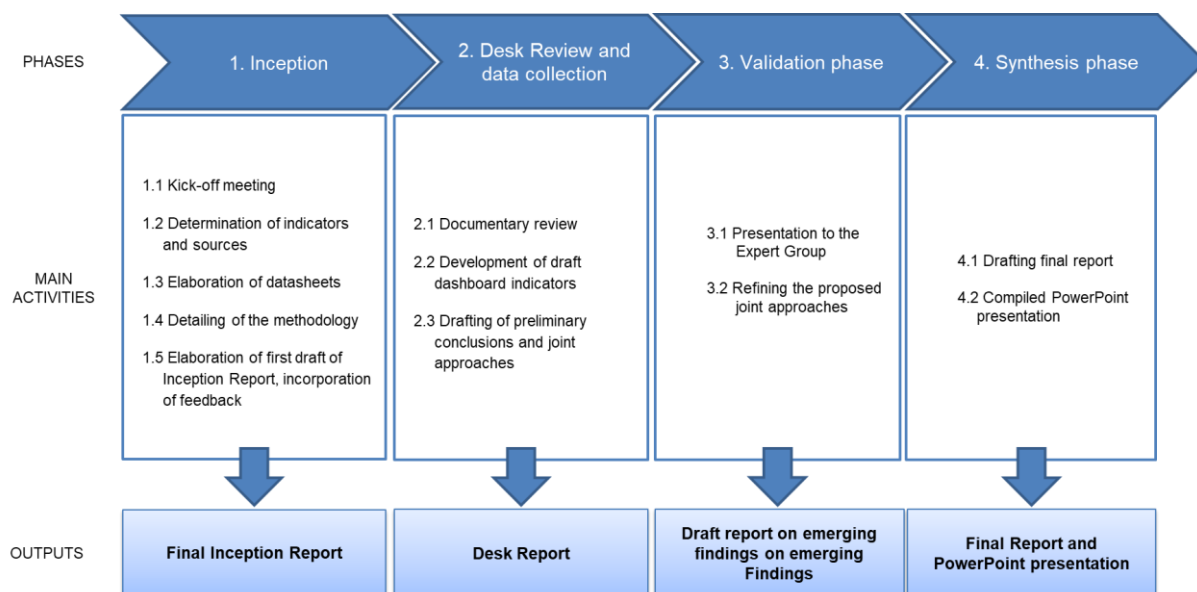 PHASES
1. Inception
2. Desk Review and
data collection
3. Validation phase
4. Synthesis phase
MAIN
ACTIVITIES
1.1 Kick-off meeting
1.2 Determination of indicators
and sources
1.3 Elaboration of datasheets
1.4 Detailing of the methodology
1.5 Elaboration of first draft of
Inception Report, incorporation
of feedback
2.1 Documentary review
2.2 Development of draft
dashboard indicators
2.3 Drafting of preliminary
conclusions and joint
approaches
3.1 Presentation to the
Expert Group
3.2 Refining the proposed
joint approaches
4.1 Drafting final report
4.2 Compiled PowerPoint
presentation
OUTPUTS
Final Inception Report
Desk Report
Draft report on emerging
findings on emerging
Findings
Final Report and
PowerPoint presentation